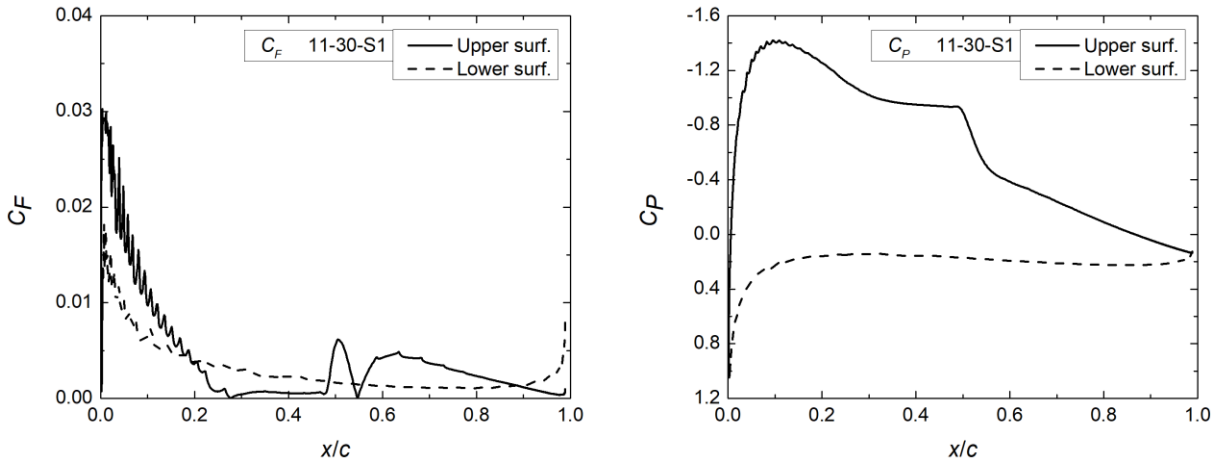 0.04
0.03
0.02
0.01
0.00
C_F
C_F 11-30-S1
Upper surf.
Lower surf.
0.0 0.2 0.4 0.6 0.8 1.0
x/c
-1.6
-1.2
-0.8
-0.4
0.0
0.4
0.8
1.2
C_P
C_P 11-30-S1
Upper surf.
Lower surf.
0.0 0.2 0.4 0.6 0.8 1.0
x/c